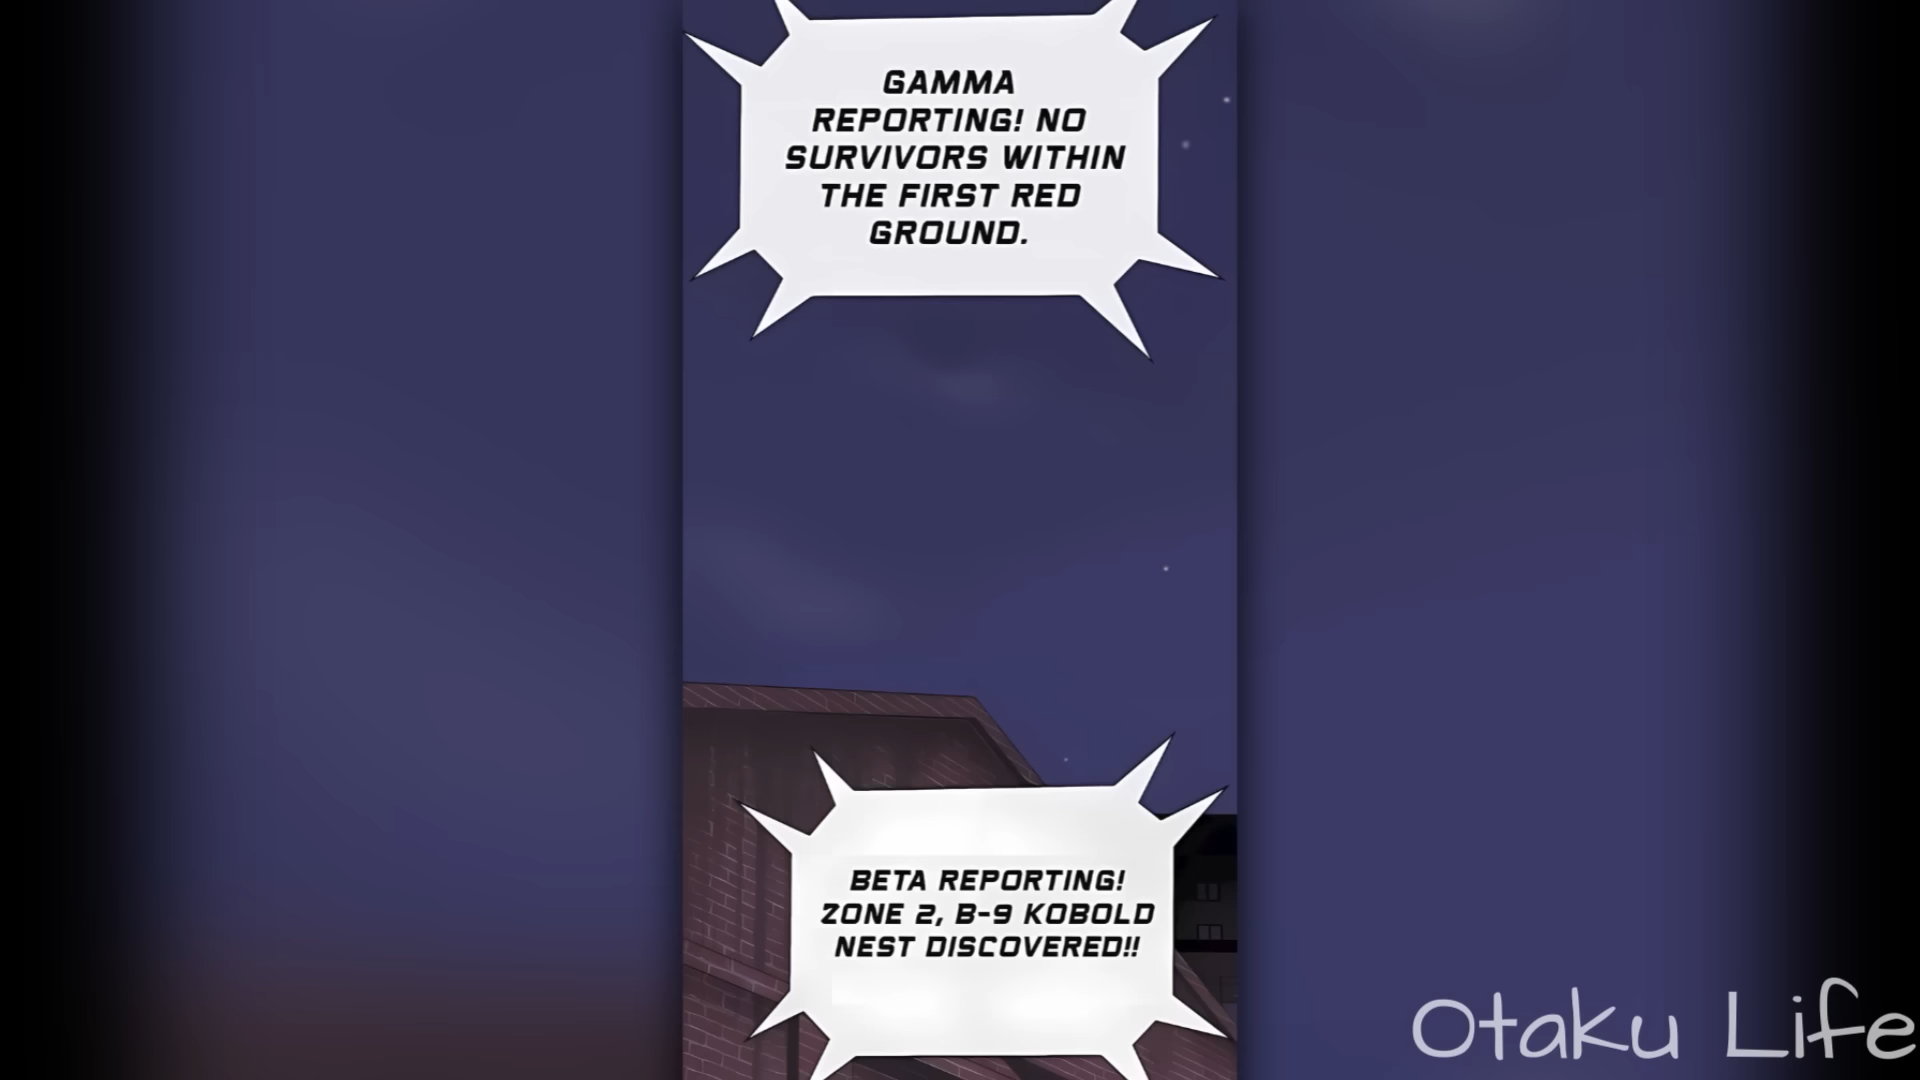 GAMMA
REPORTING! NO
SURVIVORS WITHIN
THE FIRST RED
GROUND.
BETA REPORTING!
ZONE 2, B-9 KOBOLD
NEST DISCOVERED!!
Otaku Life